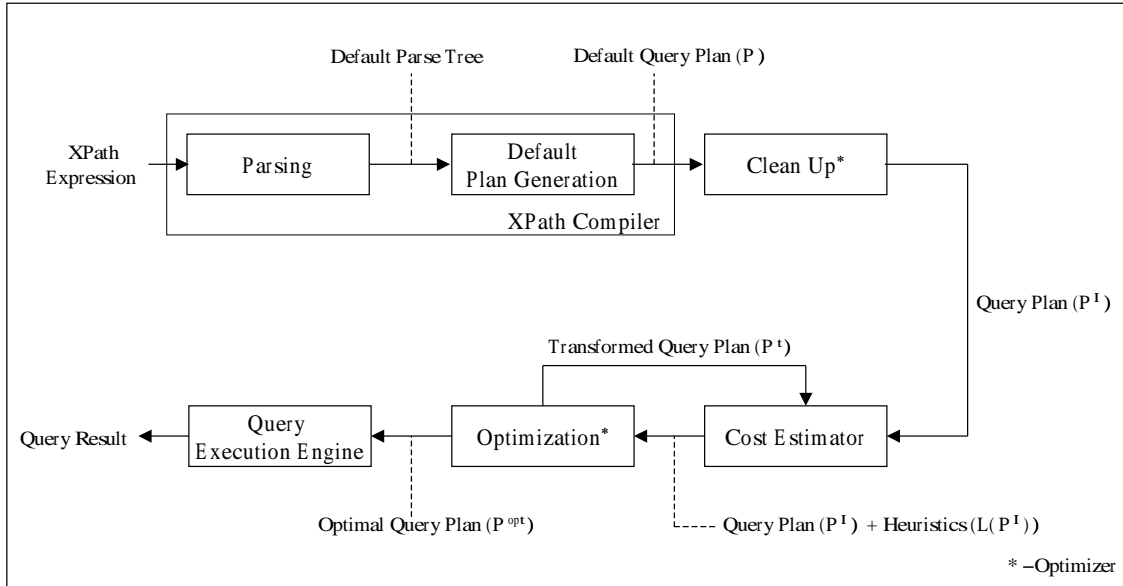 Default Parse Tree
Default Query Plan (P)
XPath
Expression
Parsing
Default
Plan Generation
Clean Up*
XPath Compiler
Query Plan (P^I)
Transformed Query Plan (P^t)
Query Result
Query
Execution Engine
Optimization*
Cost Estimator
Optimal Query Plan (P^opt)
Query Plan (P^I) + Heuristics (L(P^I))
* –Optimizer